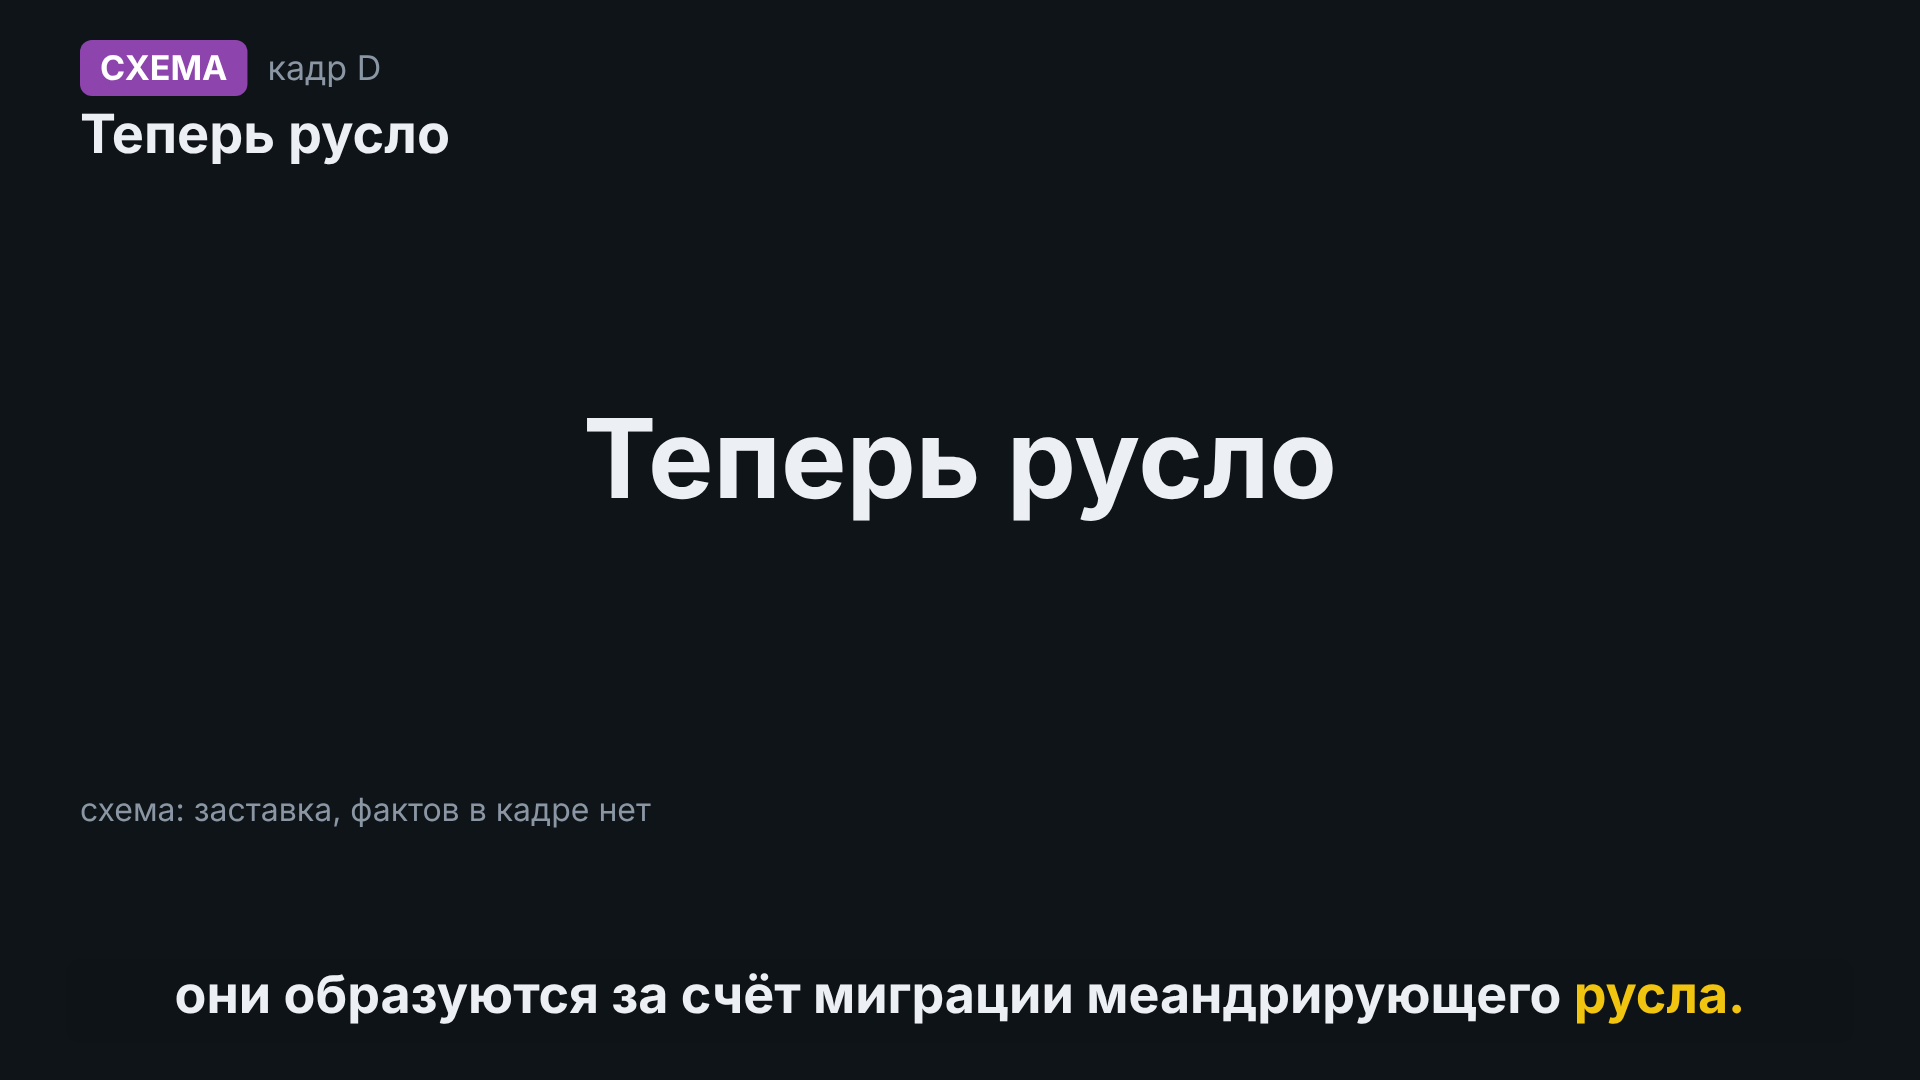 СХЕМА кадр D
Теперь русло
Теперь русло
схема: заставка, фактов в кадре нет
они образуются за счёт миграции меандрирующего русла.